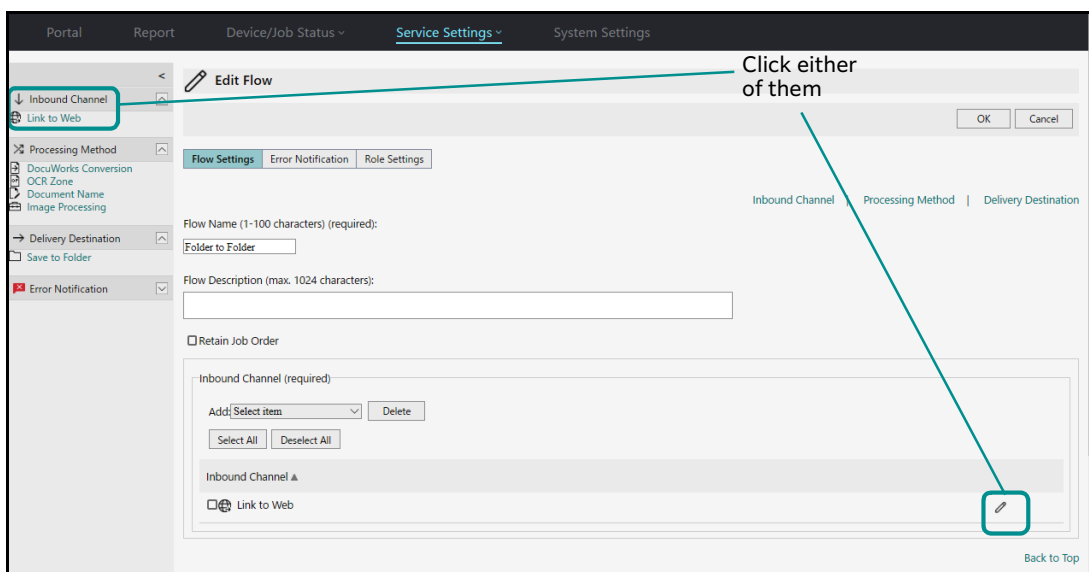 Portal Report Device/Job Status Service Settings System Settings
Click either
of them
<
Edit Flow
Inbound Channel
Link to Web
OK Cancel
Processing Method
DocuWorks Conversion
OCR Zone
Document Name
Image Processing
Flow Settings Error Notification Role Settings
Inbound Channel | Processing Method | Delivery Destination
Delivery Destination
Save to Folder
Error Notification
Flow Name (1-100 characters) (required):
Folder to Folder
Flow Description (max. 1024 characters):
Retain Job Order
Inbound Channel (required)
Add: Select item Delete
Select All Deselect All
Inbound Channel ▲
Link to Web
Back to Top